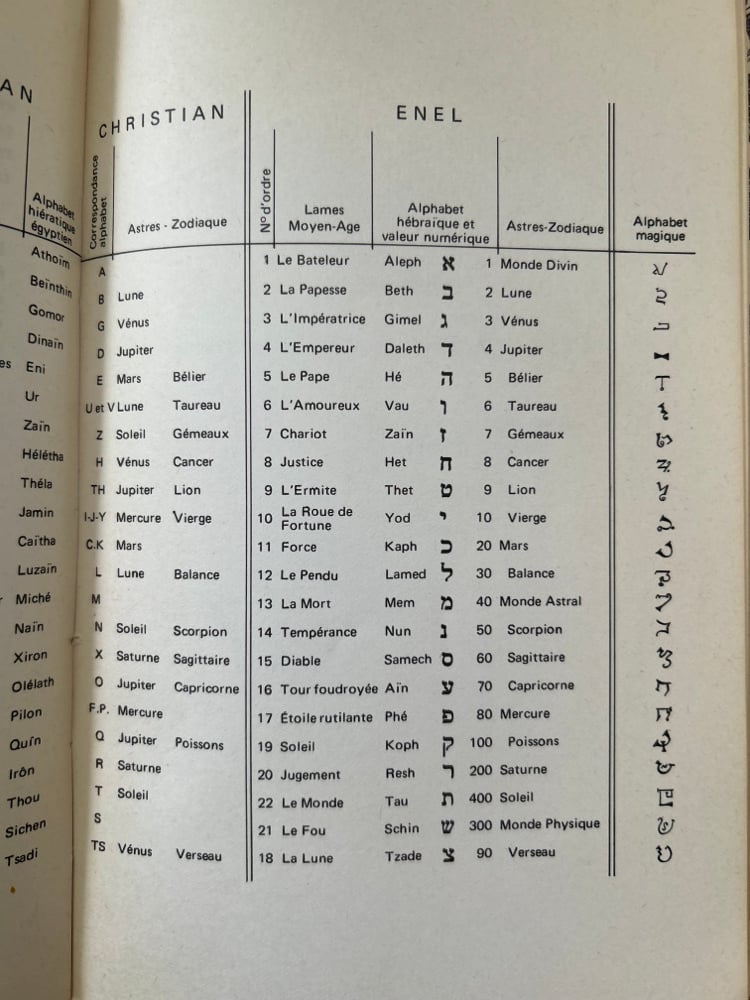 AN
CHRISTIAN
ENEL
Alphabet
hiératique
égyptien
Correspondance
alphabet
Astres - Zodiaque
N° d'ordre
Lames
Moyen-Age
Alphabet
hébraïque et
valeur numérique
Astres-Zodiaque
Alphabet
magique
Athoïm A 1 Le Bateleur Aleph א 1 Monde Divin
Beïnthin B Lune 2 La Papesse Beth ב 2 Lune
Gomor G Vénus 3 L'Impératrice Gimel ג 3 Vénus
Dinaïn D Jupiter 4 L'Empereur Daleth ד 4 Jupiter
es Eni E Mars Bélier 5 Le Pape Hé ה 5 Bélier
Ur U et V Lune Taureau 6 L'Amoureux Vau ו 6 Taureau
Zaïn Z Soleil Gémeaux 7 Chariot Zaïn ז 7 Gémeaux
Hélétha H Vénus Cancer 8 Justice Het ח 8 Cancer
Théla TH Jupiter Lion 9 L'Ermite Thet ט 9 Lion
Jamin I-J-Y Mercure Vierge 10 La Roue de Fortune Yod י 10 Vierge
Caïtha C.K Mars 11 Force Kaph כ 20 Mars
Luzaïn L Lune Balance 12 Le Pendu Lamed ל 30 Balance
r Miché M 13 La Mort Mem מ 40 Monde Astral
Naïn N Soleil Scorpion 14 Tempérance Nun נ 50 Scorpion
Xiron X Saturne Sagittaire 15 Diable Samech ס 60 Sagittaire
Olélath O Jupiter Capricorne 16 Tour foudroyée Aïn ע 70 Capricorne
Pilon F.P. Mercure 17 Étoile rutilante Phé פ 80 Mercure
Quîn Q Jupiter Poissons 19 Soleil Koph ק 100 Poissons
Irôn R Saturne 20 Jugement Resh ר 200 Saturne
Thou T Soleil 22 Le Monde Tau ת 400 Soleil
Sichen S 21 Le Fou Schin ש 300 Monde Physique
Tsadi TS Vénus Verseau 18 La Lune Tzade צ 90 Verseau